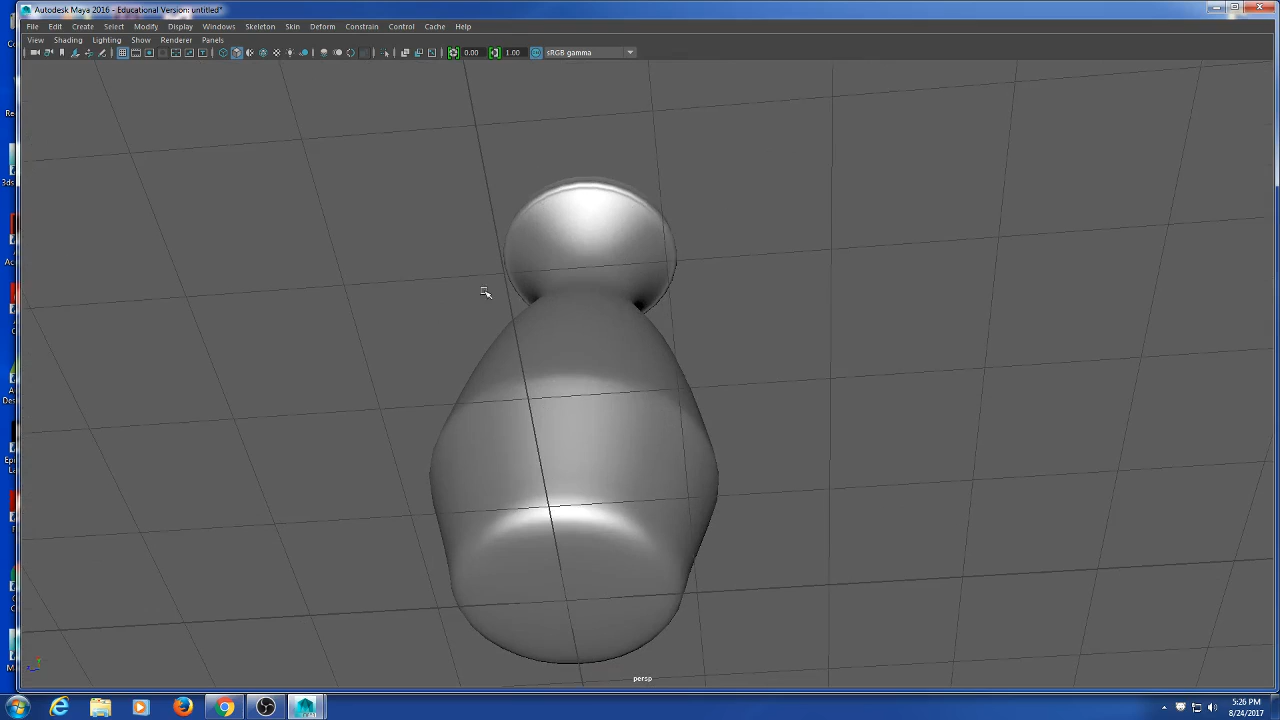 Autodesk Maya 2016 - Educational Version: untitled*
File Edit Create Select Modify Display Windows Skeleton Skin Deform Constrain Control Cache Help
View Shading Lighting Show Renderer Panels
0.00 1.00 sRGB gamma
3ds
persp
5:26 PM
8/24/2017